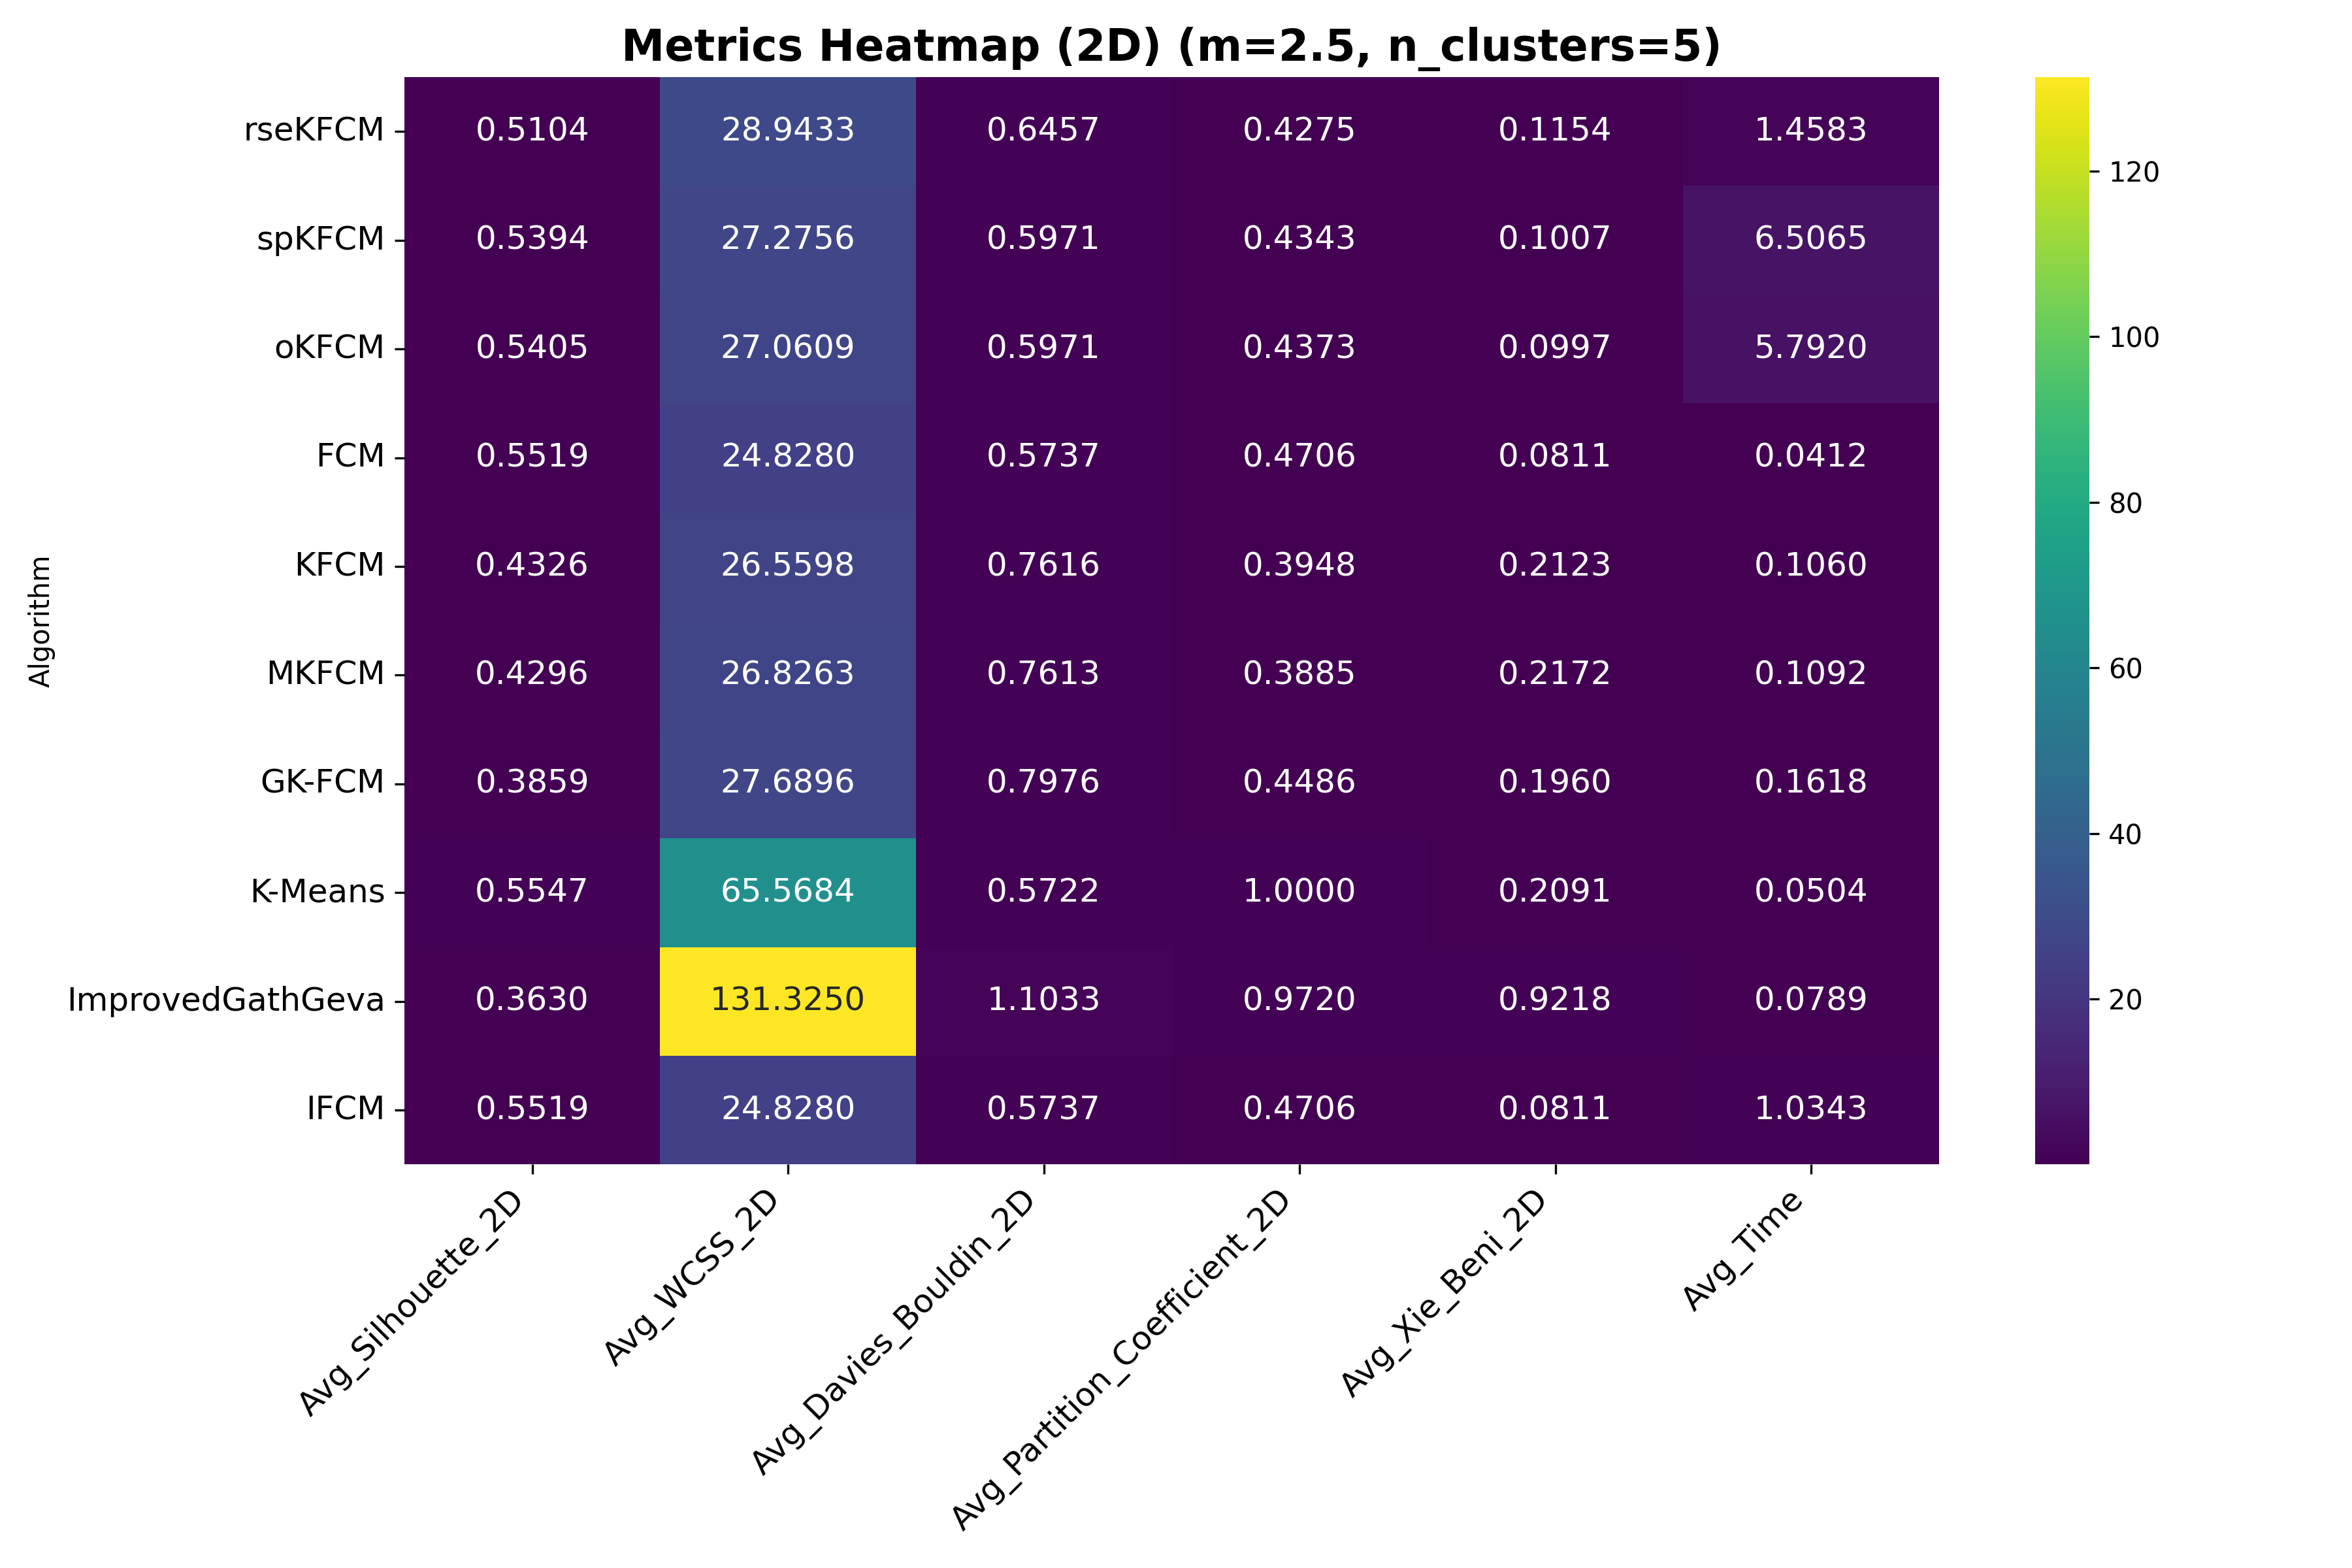 Metrics Heatmap (2D) (m=2.5, n_clusters=5)
Algorithm
rseKFCM 0.5104 28.9433 0.6457 0.4275 0.1154 1.4583
spKFCM 0.5394 27.2756 0.5971 0.4343 0.1007 6.5065
oKFCM 0.5405 27.0609 0.5971 0.4373 0.0997 5.7920
FCM 0.5519 24.8280 0.5737 0.4706 0.0811 0.0412
KFCM 0.4326 26.5598 0.7616 0.3948 0.2123 0.1060
MKFCM 0.4296 26.8263 0.7613 0.3885 0.2172 0.1092
GK-FCM 0.3859 27.6896 0.7976 0.4486 0.1960 0.1618
K-Means 0.5547 65.5684 0.5722 1.0000 0.2091 0.0504
ImprovedGathGeva 0.3630 131.3250 1.1033 0.9720 0.9218 0.0789
IFCM 0.5519 24.8280 0.5737 0.4706 0.0811 1.0343
Avg_Silhouette_2D
Avg_WCSS_2D
Avg_Davies_Bouldin_2D
Avg_Partition_Coefficient_2D
Avg_Xie_Beni_2D
Avg_Time
120
100
80
60
40
20